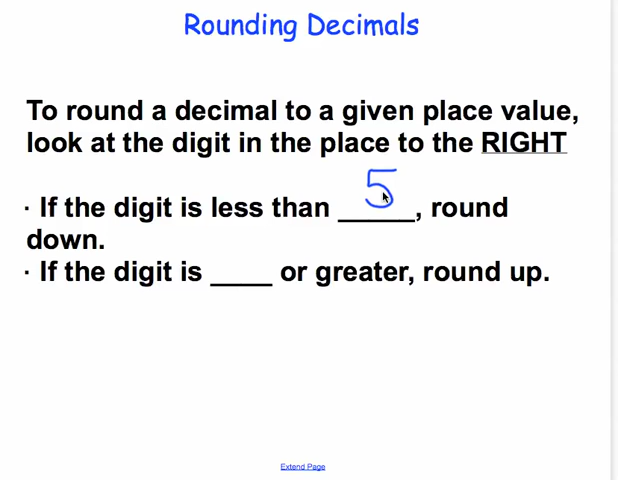 Rounding Decimals
To round a decimal to a given place value,
look at the digit in the place to the RIGHT
· If the digit is less than __5__, round
down.
· If the digit is ____ or greater, round up.
Extend Page